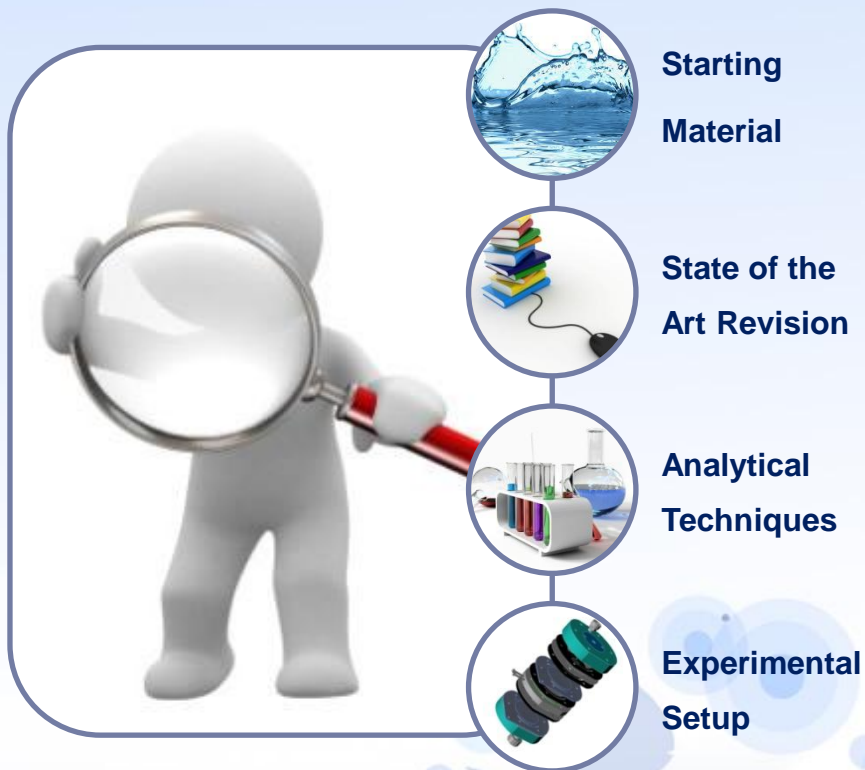 Starting
Material
State of the
Art Revision
Analytical
Techniques
Experimental
Setup